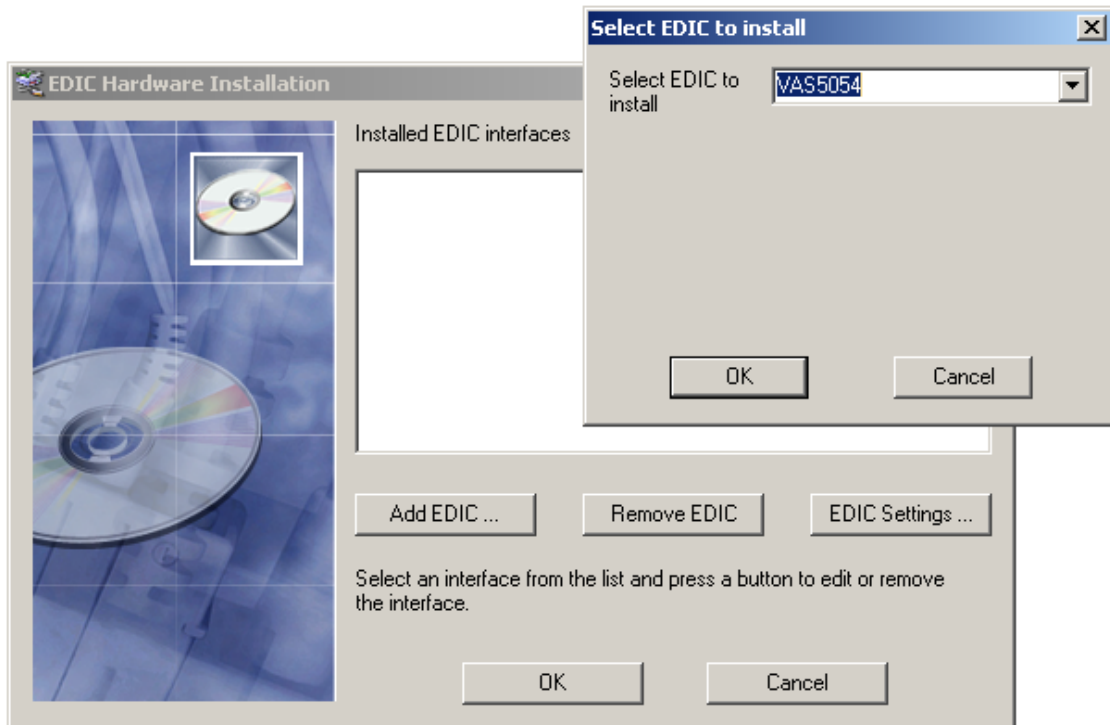 Select EDIC to install
Select EDIC to
install
VAS5054
OK
Cancel
EDIC Hardware Installation
Installed EDIC interfaces
Add EDIC ...
Remove EDIC
EDIC Settings ...
Select an interface from the list and press a button to edit or remove
the interface.
OK
Cancel